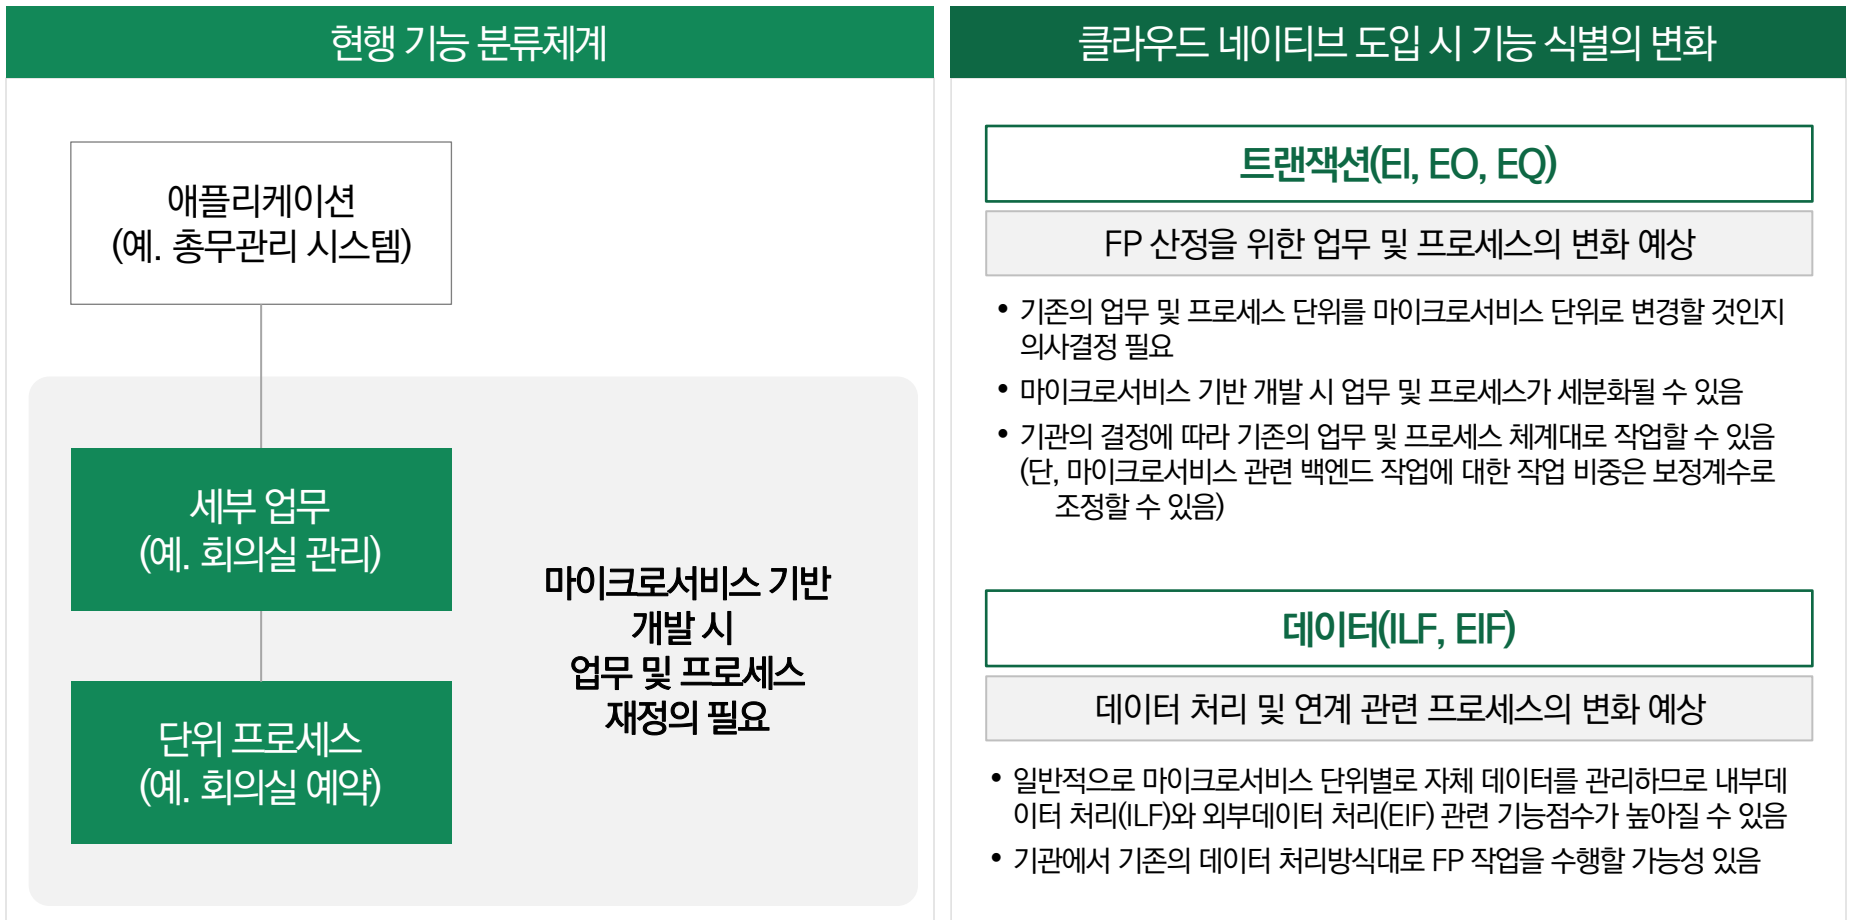 현행 기능 분류체계
애플리케이션
(예. 총무관리 시스템)
세부 업무
(예. 회의실 관리)
단위 프로세스
(예. 회의실 예약)
마이크로서비스 기반
개발 시
업무 및 프로세스
재정의 필요
클라우드 네이티브 도입 시 기능 식별의 변화
트랜잭션(EI, EO, EQ)
FP 산정을 위한 업무 및 프로세스의 변화 예상
• 기존의 업무 및 프로세스 단위를 마이크로서비스 단위로 변경할 것인지
의사결정 필요
• 마이크로서비스 기반 개발 시 업무 및 프로세스가 세분화될 수 있음
• 기관의 결정에 따라 기존의 업무 및 프로세스 체계대로 작업할 수 있음
(단, 마이크로서비스 관련 백엔드 작업에 대한 작업 비중은 보정계수로
조정할 수 있음)
데이터(ILF, EIF)
데이터 처리 및 연계 관련 프로세스의 변화 예상
• 일반적으로 마이크로서비스 단위별로 자체 데이터를 관리하므로 내부데
이터 처리(ILF)와 외부데이터 처리(EIF) 관련 기능점수가 높아질 수 있음
• 기관에서 기존의 데이터 처리방식대로 FP 작업을 수행할 가능성 있음